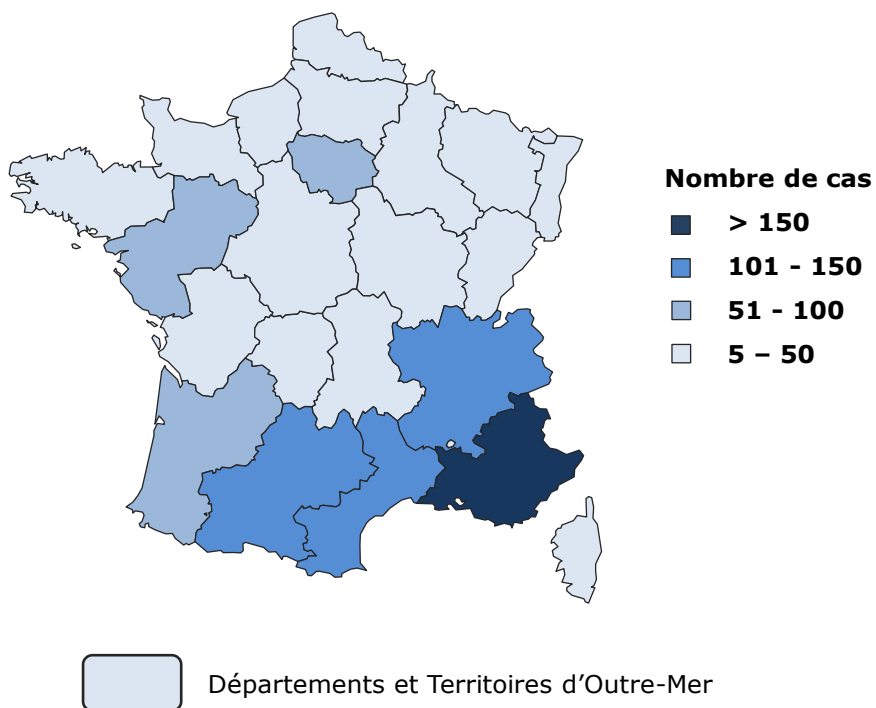 Nombre de cas
> 150
101 - 150
51 - 100
5 – 50
Départements et Territoires d’Outre-Mer